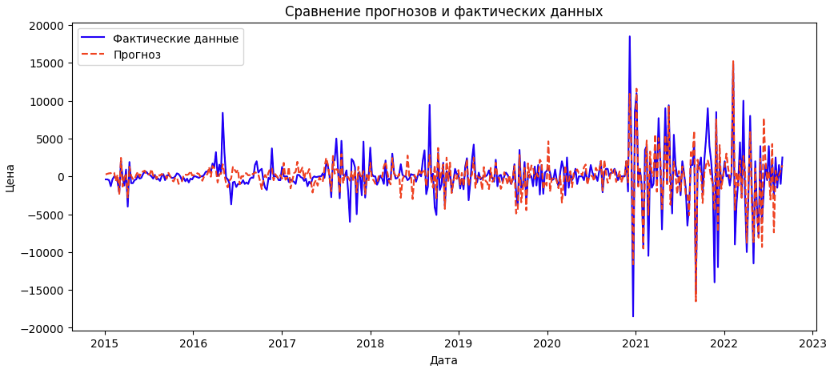 Сравнение прогнозов и фактических данных
Фактические данные
Прогноз
20000
15000
10000
5000
0
−5000
−10000
−15000
−20000
Цена
2015 2016 2017 2018 2019 2020 2021 2022 2023
Дата